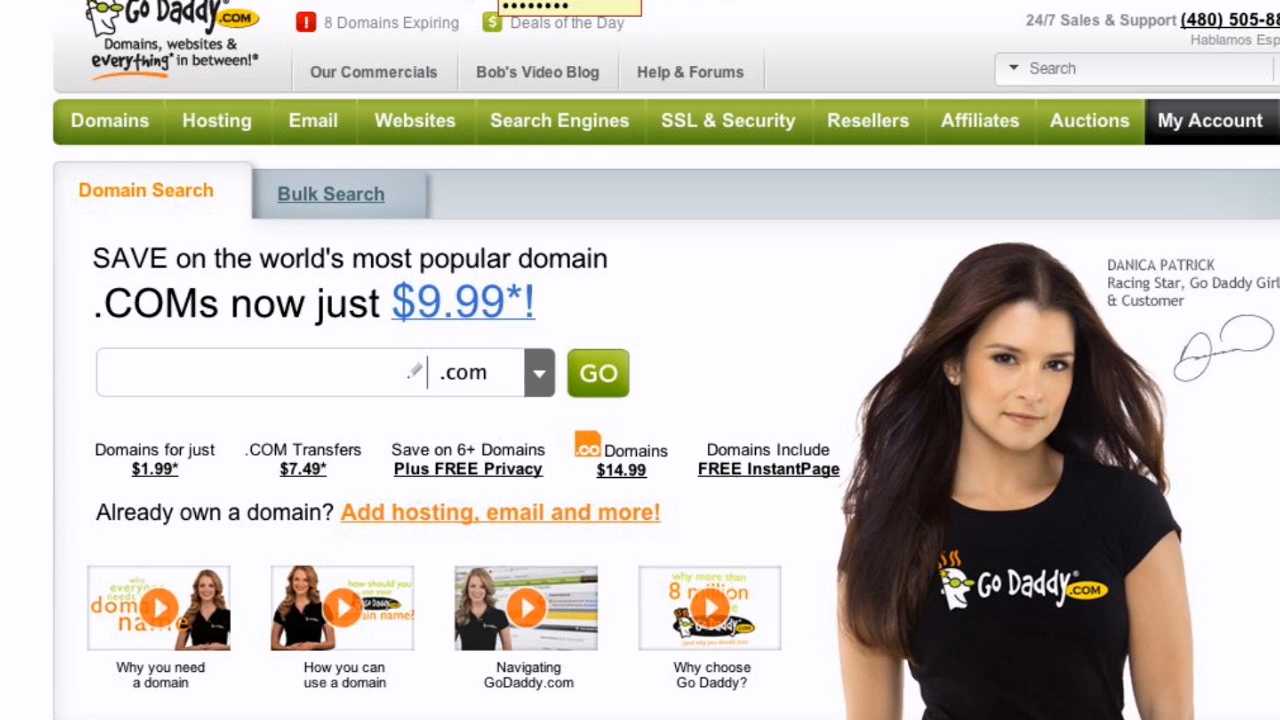 Go Daddy.COM
Domains, websites &
everything* in between!®
8 Domains Expiring
$ Deals of the Day
24/7 Sales & Support (480) 505-88
Hablamos Esp
Our Commercials
Bob's Video Blog
Help & Forums
Search
Domains
Hosting
Email
Websites
Search Engines
SSL & Security
Resellers
Affiliates
Auctions
My Account
Domain Search
Bulk Search
SAVE on the world's most popular domain
.COMs now just $9.99*!
.com
GO
DANICA PATRICK
Racing Star, Go Daddy Girl
& Customer
Domains for just
$1.99*
.COM Transfers
$7.49*
Save on 6+ Domains
Plus FREE Privacy
.co Domains
$14.99
Domains Include
FREE InstantPage
Already own a domain? Add hosting, email and more!
Go Daddy.COM
why
everyone
needs
domain
name
how should you
use your
Go Daddy
domain name?
why more than
8 million
Go Daddy
Why you need
a domain
How you can
use a domain
Navigating
GoDaddy.com
Why choose
Go Daddy?